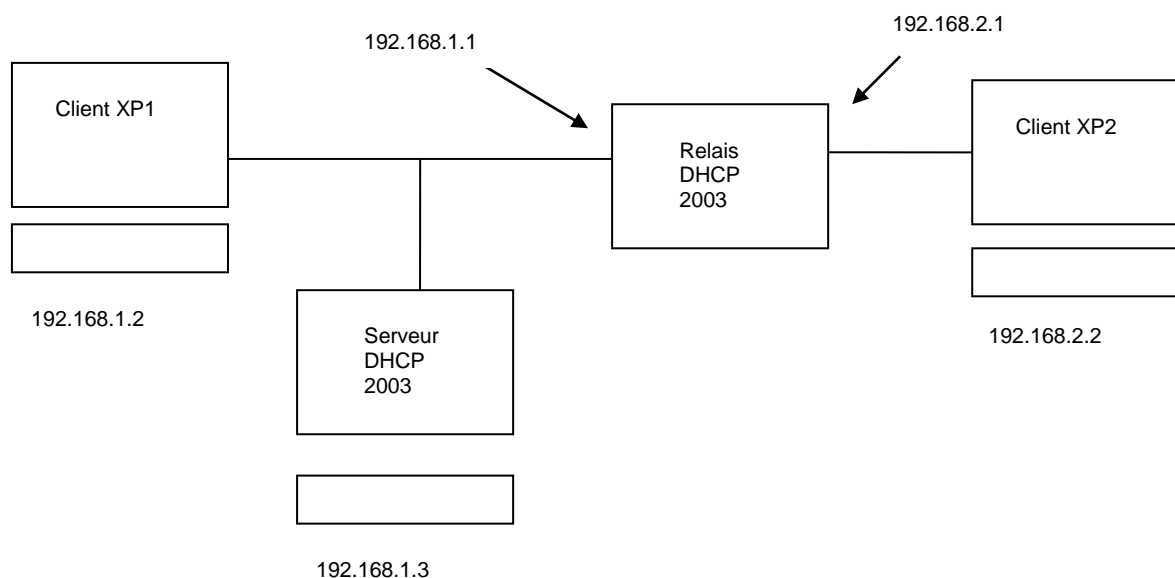 192.168.1.1
192.168.2.1
Client XP1
Client XP2
Relais
DHCP
2003
192.168.1.2
Serveur
DHCP
2003
192.168.2.2
192.168.1.3